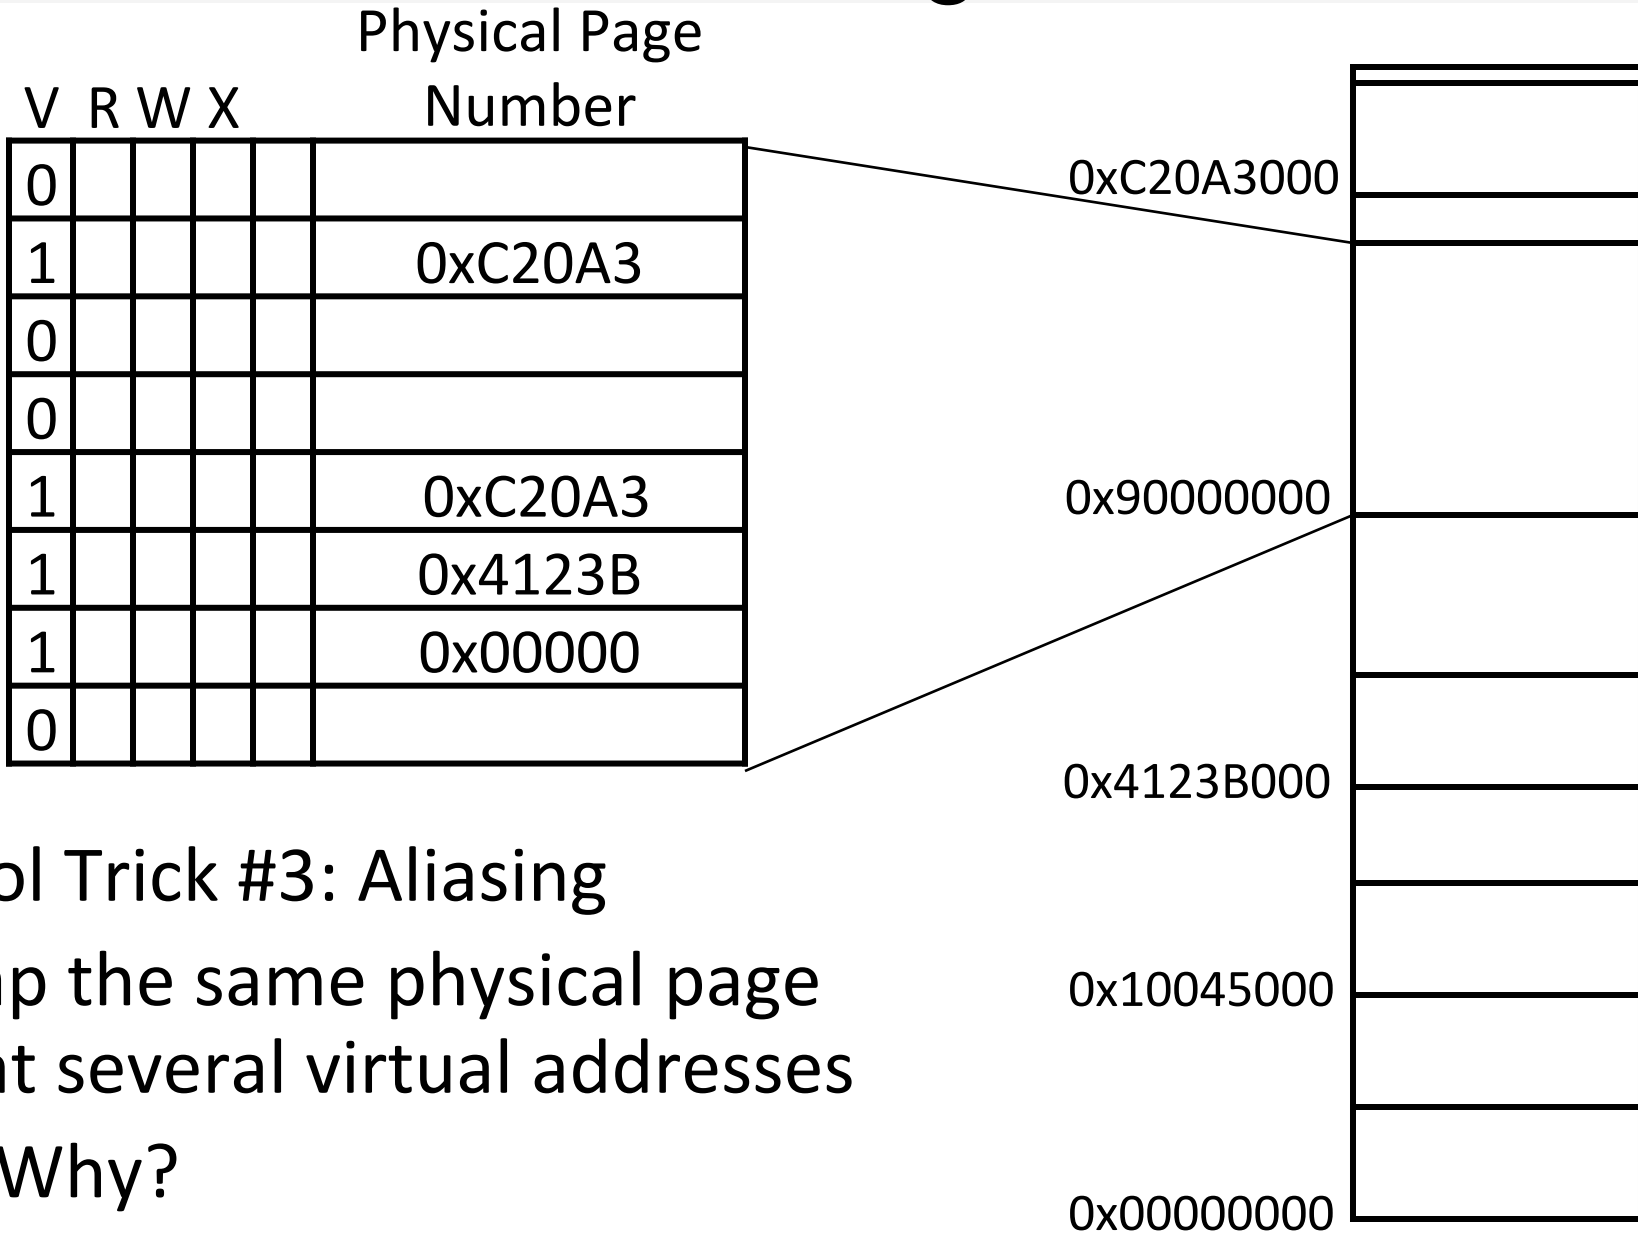 Physical Page
Number
V R W X
0
1 0xC20A3
0
0
1 0xC20A3
1 0x4123B
1 0x00000
0
0xC20A3000
0x90000000
0x4123B000
0x10045000
0x00000000
ol Trick #3: Aliasing
the same physical page
several virtual addresses
Why?